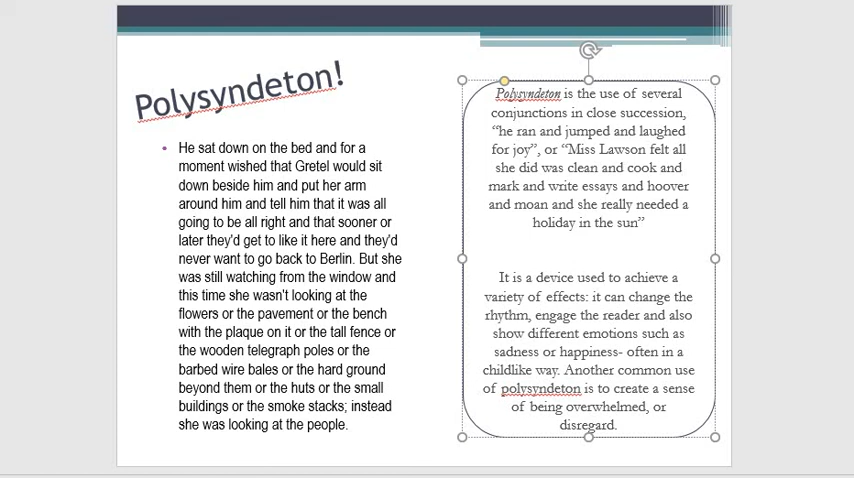 Polysyndeton!
• He sat down on the bed and for a
moment wished that Gretel would sit
down beside him and put her arm
around him and tell him that it was all
going to be all right and that sooner or
later they'd get to like it here and they'd
never want to go back to Berlin. But she
was still watching from the window and
this time she wasn't looking at the
flowers or the pavement or the bench
with the plaque on it or the tall fence or
the wooden telegraph poles or the
barbed wire bales or the hard ground
beyond them or the huts or the small
buildings or the smoke stacks; instead
she was looking at the people.
Polysyndeton is the use of several
conjunctions in close succession,
“he ran and jumped and laughed
for joy”, or “Miss Lawson felt all
she did was clean and cook and
mark and write essays and hoover
and moan and she really needed a
holiday in the sun”
It is a device used to achieve a
variety of effects: it can change the
rhythm, engage the reader and also
show different emotions such as
sadness or happiness- often in a
childlike way. Another common use
of polysyndeton is to create a sense
of being overwhelmed, or
disregard.